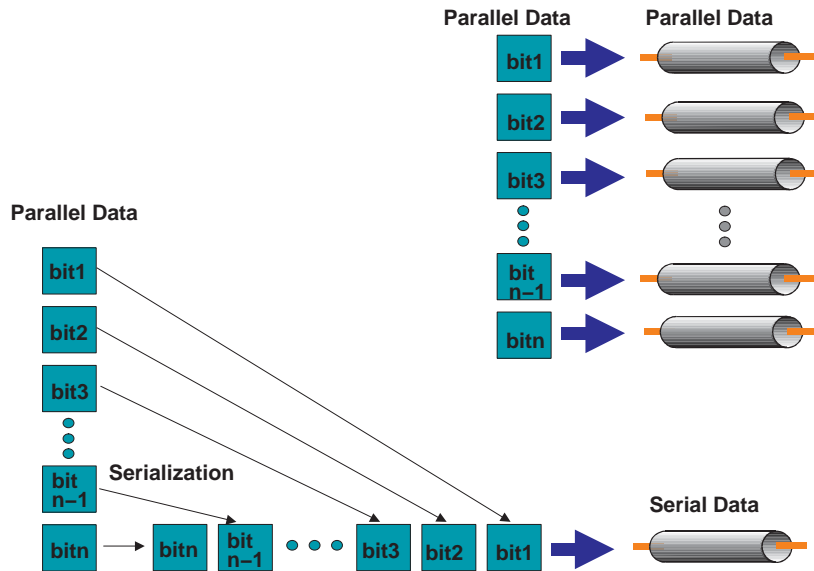 Parallel Data
Parallel Data
bit1
bit2
bit3
bit
n–1
bitn
Parallel Data
bit1
bit2
bit3
bit
n–1
bitn
Serialization
bitn
bit
n–1
bit3
bit2
bit1
Serial Data